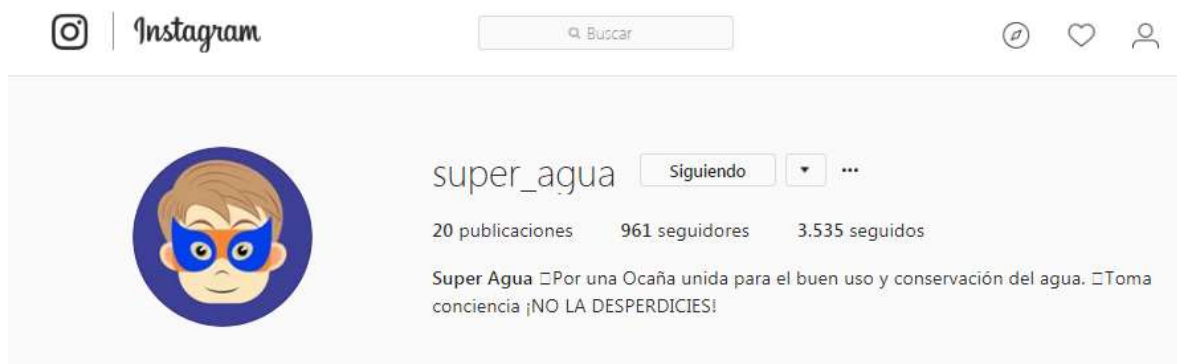 Instagram
Buscar
super_agua Siguiendo
20 publicaciones 961 seguidores 3.535 seguidos
Super Agua □Por una Ocaña unida para el buen uso y conservación del agua. □Toma
conciencia ¡NO LA DESPERDICIES!